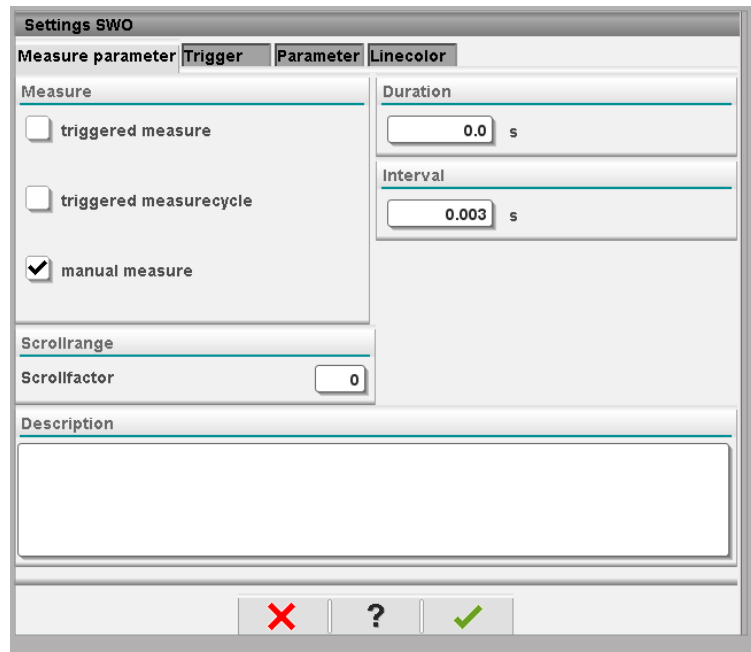 Settings SWO
Measure parameter Trigger Parameter Linecolor
Measure
triggered measure
triggered measurecycle
manual measure
Duration
0.0 s
Interval
0.003 s
Scrollrange
Scrollfactor 0
Description
?